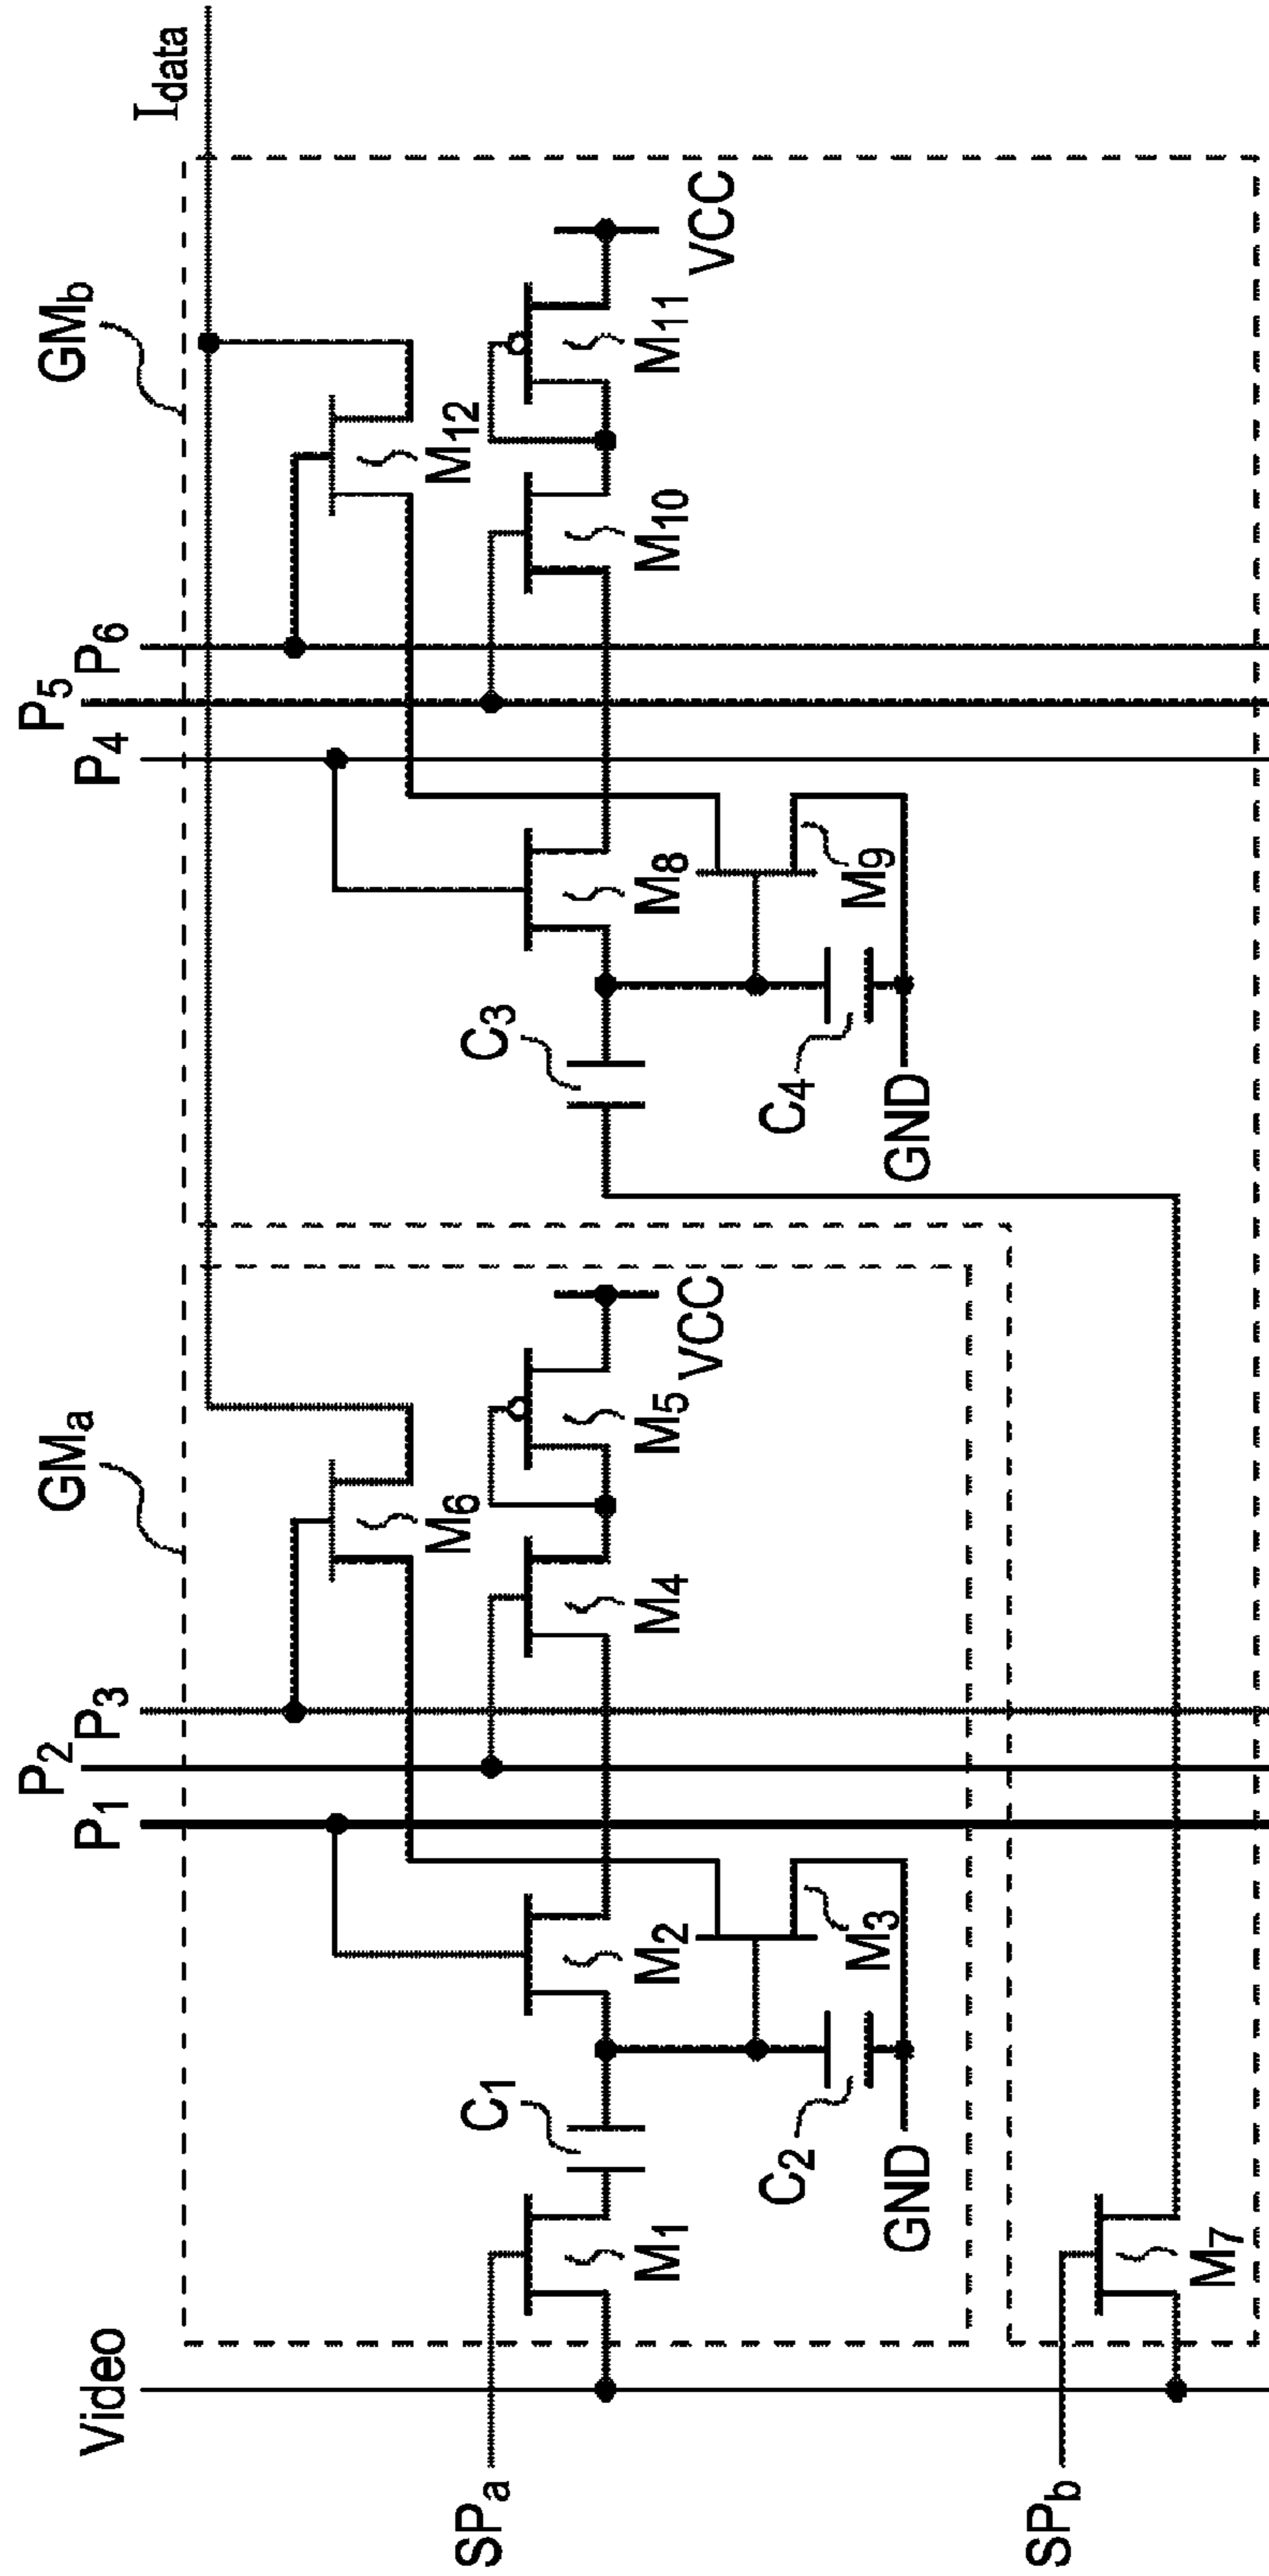 GMa
GMb
Idata
Video
P1
P2
P3
P4
P5
P6
SPa
M1
C1
M2
M6
M4
M5
VCC
C2
M3
GND
C3
M8
M12
M10
M11
VCC
C4
M9
GND
SPb
M7